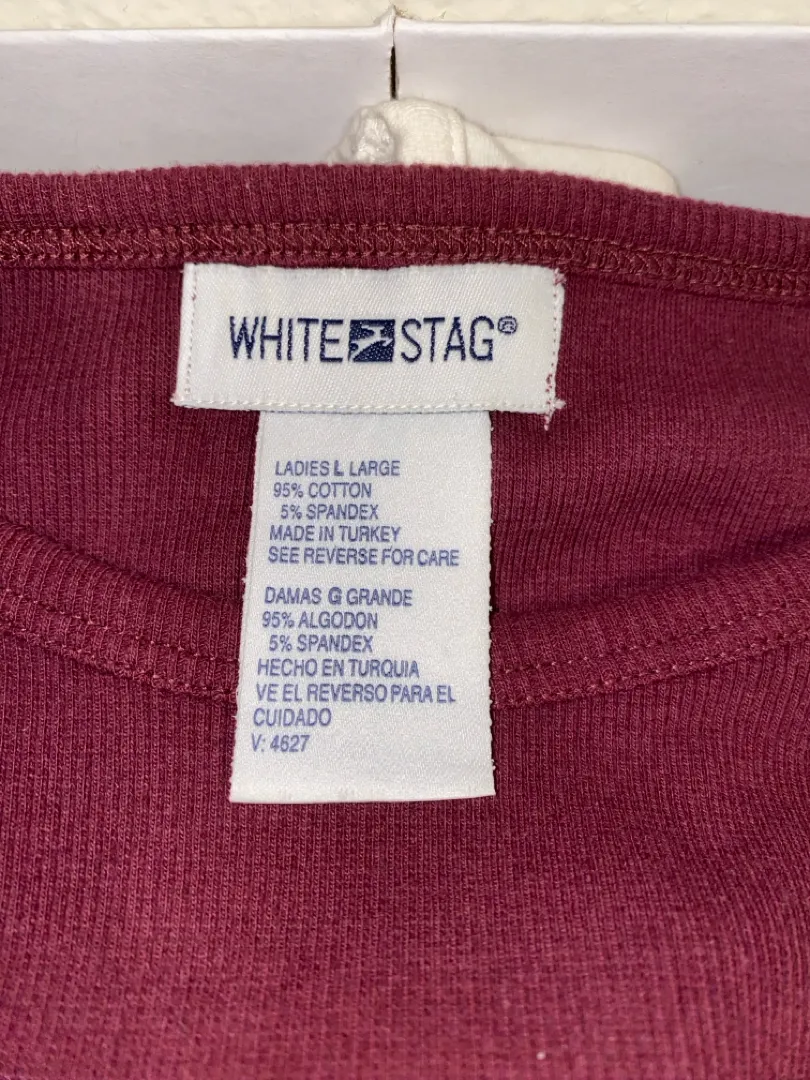 WHITE STAG®
LADIES L LARGE
95% COTTON
5% SPANDEX
MADE IN TURKEY
SEE REVERSE FOR CARE
DAMAS G GRANDE
95% ALGODON
5% SPANDEX
HECHO EN TURQUIA
VE EL REVERSO PARA EL
CUIDADO
V: 4627